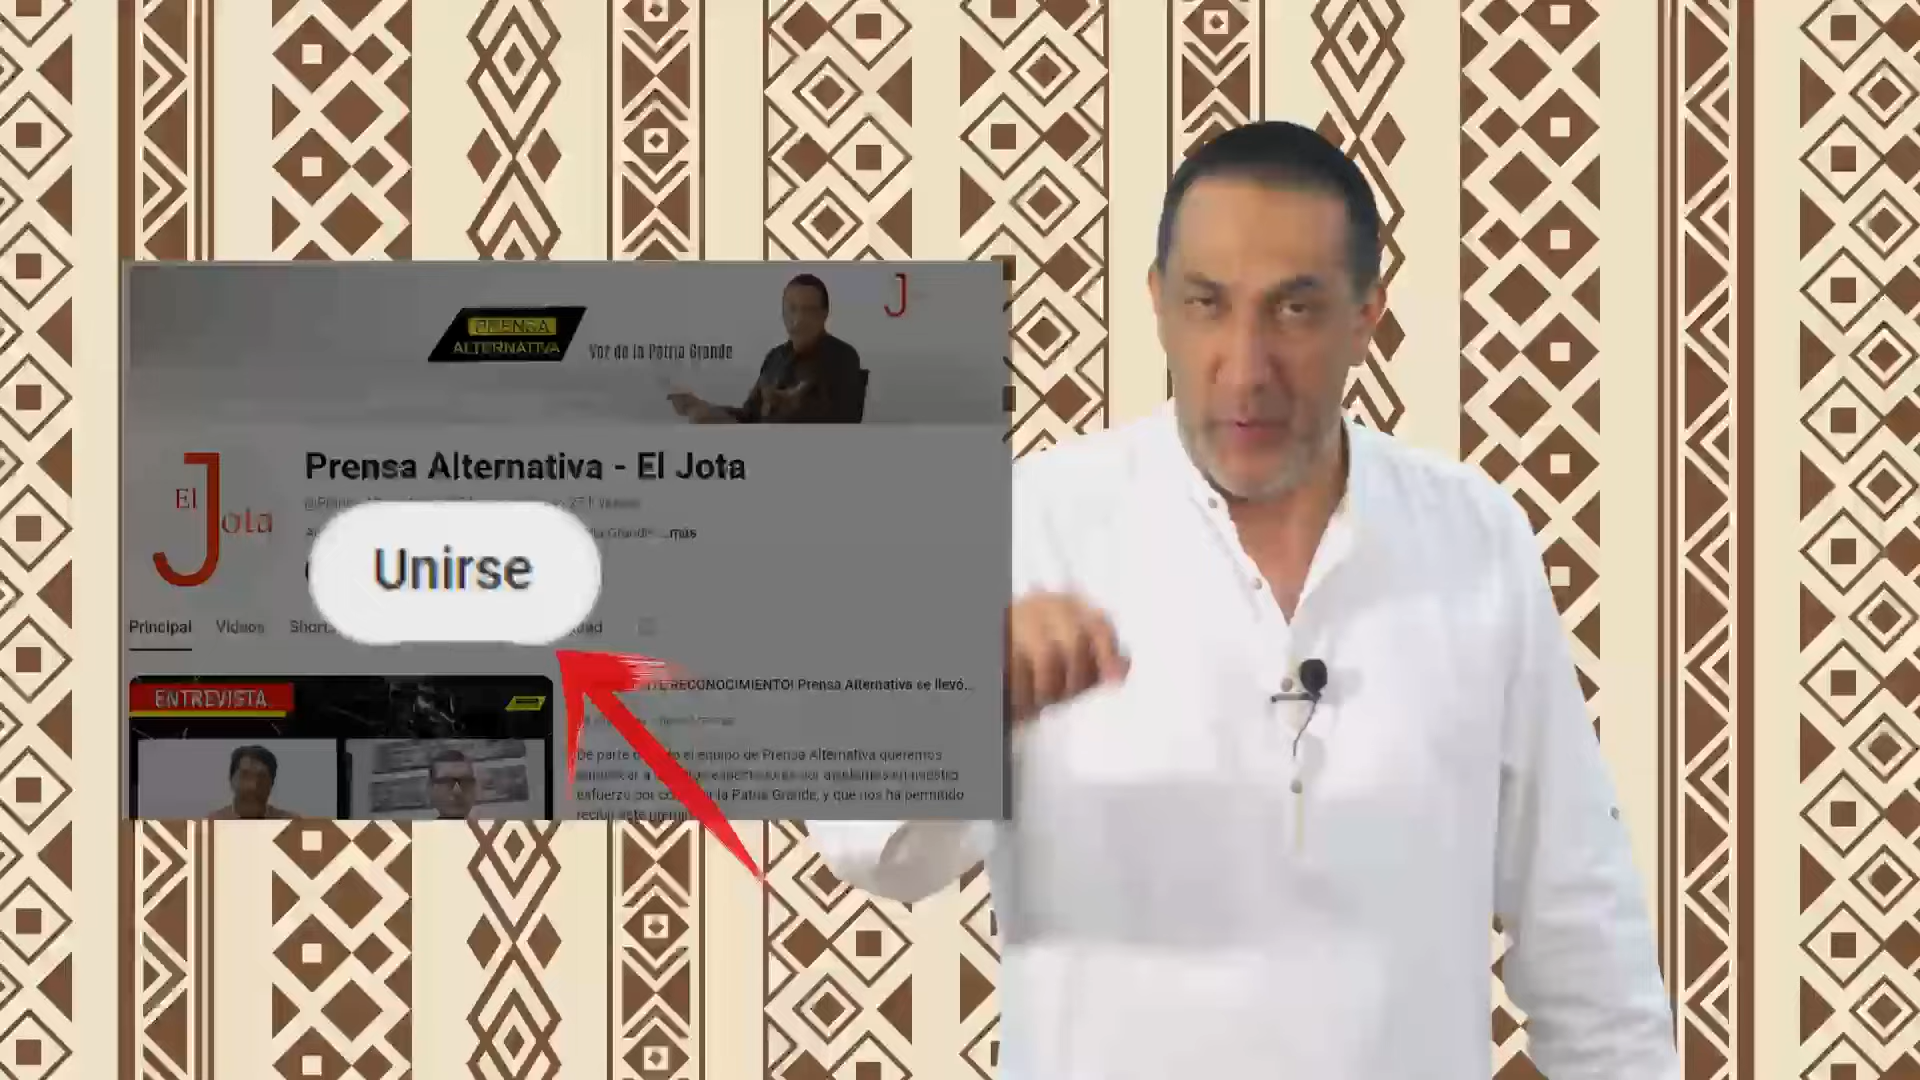 PRENSA
ALTERNATIVA
Voz de la Patria Grande
J
Prensa Alternativa - El Jota
El
Jota
...más
Unirse
Principal
Videos
Shorts
ENTREVISTA
RECONOCIMIENTO! Prensa Alternativa se llevó...
De parte el equipo de Prensa Alternativa queremos
esfuerzo por la Patria Grande, y que nos ha permitido